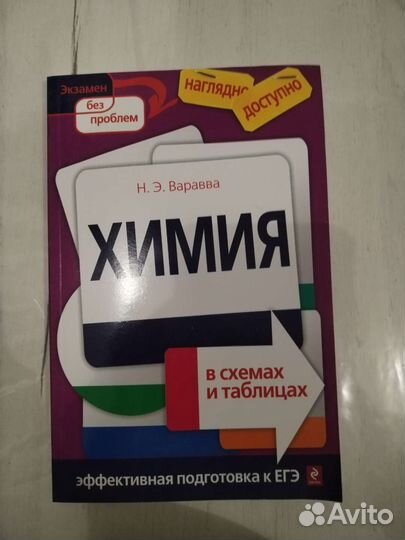 Экзамен
без
проблем
наглядно
доступно
Н. Э. Варавва
ХИМИЯ
в схемах
и таблицах
эффективная подготовка к ЕГЭ
Avito